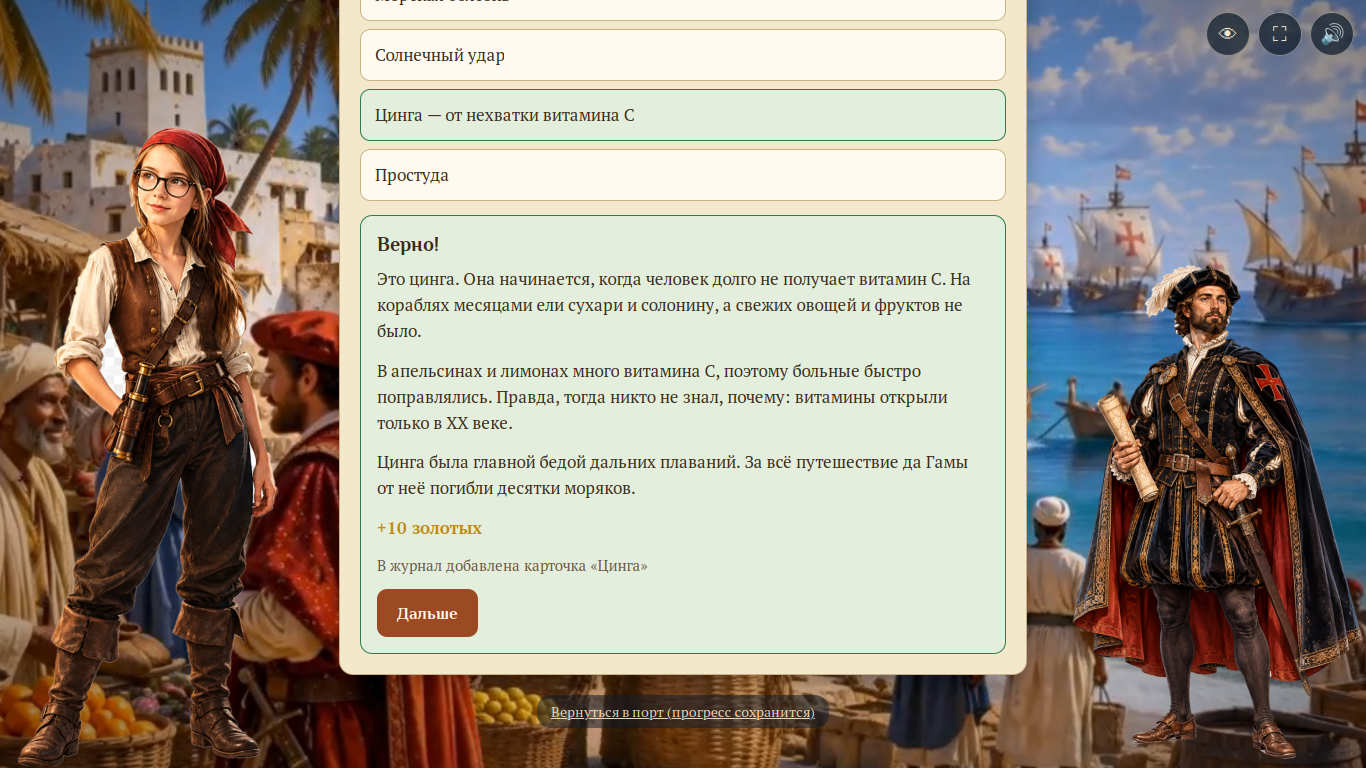 Солнечный удар
Цинга — от нехватки витамина С
Простуда
Верно!
Это цинга. Она начинается, когда человек долго не получает витамин С. На
кораблях месяцами ели сухари и солонину, а свежих овощей и фруктов не
было.
В апельсинах и лимонах много витамина С, поэтому больные быстро
поправлялись. Правда, тогда никто не знал, почему: витамины открыли
только в XX веке.
Цинга была главной бедой дальних плаваний. За всё путешествие да Гамы
от неё погибли десятки моряков.
+10 золотых
В журнал добавлена карточка «Цинга»
Дальше
Вернуться в порт (прогресс сохранится)